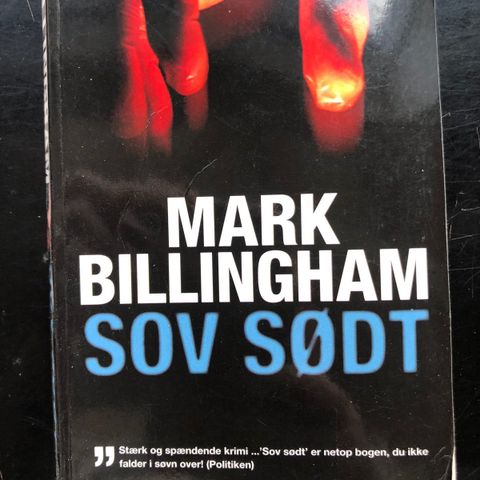 MARK
BILLINGHAM
SOV SØDT
” Stærk og spændende krimi ...'Sov sødt' er netop bogen, du ikke
falder i søvn over! (Politiken)